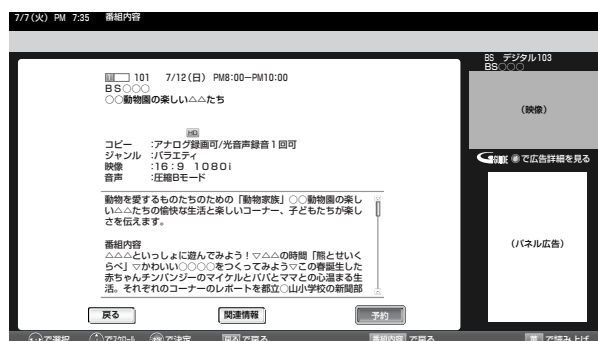 7/7(火) PM 7:35 番組内容
BS デジタル103
BS○○○
101 7/12(日) PM8:00−PM10:00
BS○○○
○○動物園の楽しい△△たち
HD
コピー :アナログ録画可/光音声録音1回可
ジャンル :バラエティ
映像 :16:9 1080i
音声 :圧縮Bモード
動物を愛するものたちのための「動物家族」○○動物園の楽し
い△△たちの愉快な生活と楽しいコーナー、子どもたちが楽し
さを伝えます。
番組内容
△△△といっしょに遊んでみよう！▽△△の時間「熊とせいく
らべ」▽かわいい○○○○をつくってみよう▽この春誕生した
赤ちゃんチンパンジーのマイケルとパパとママとの心温まる生
活。それぞれのコーナーのレポートを都立○山小学校の新聞部
戻る 関連情報 予約
(映像)
G-GUIDE で広告詳細を見る
(パネル広告)
で選択 でスクロール で決定 戻る で戻る 番組内容 で戻る 黄 で読み上げ